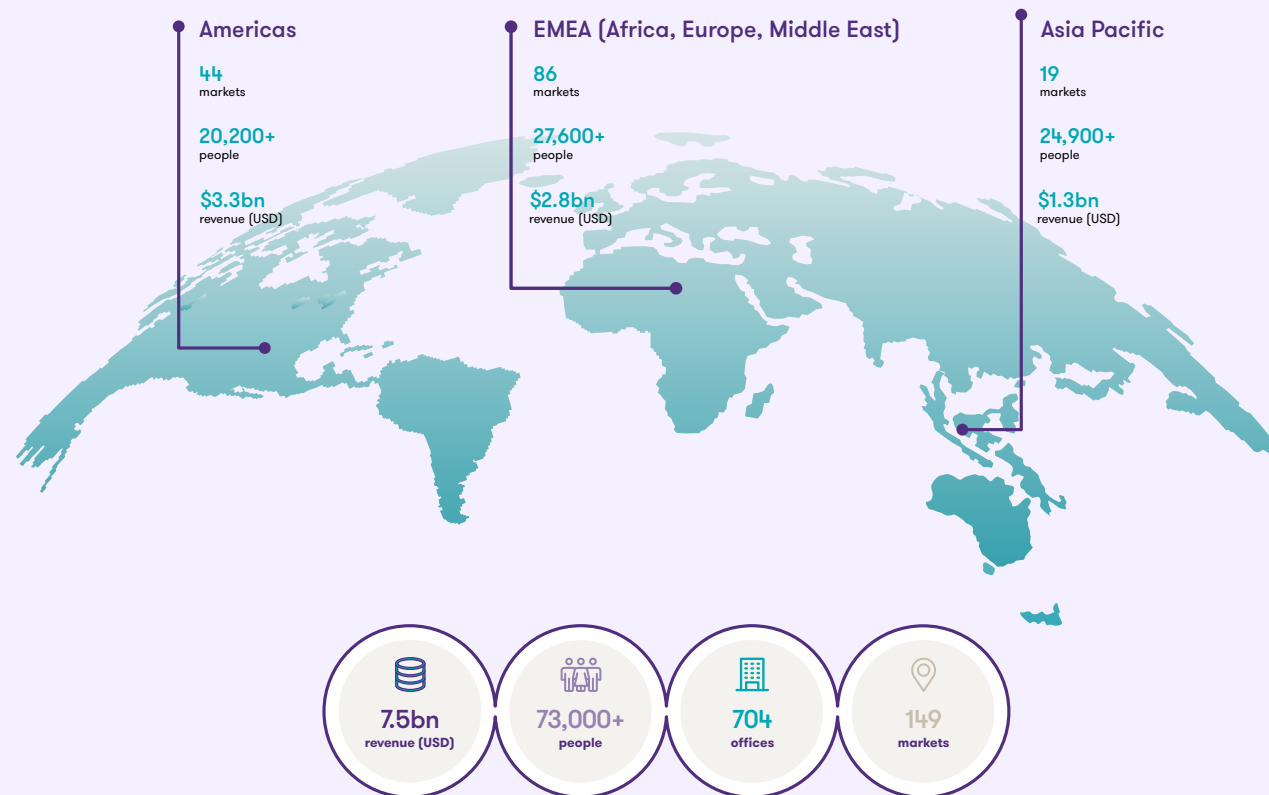 Americas
44
markets
20,200+
people
$3.3bn
revenue (USD)
EMEA (Africa, Europe, Middle East)
86
markets
27,600+
people
$2.8bn
revenue (USD)
Asia Pacific
19
markets
24,900+
people
$1.3bn
revenue (USD)
7.5bn
revenue (USD)
73,000+
people
704
offices
149
markets